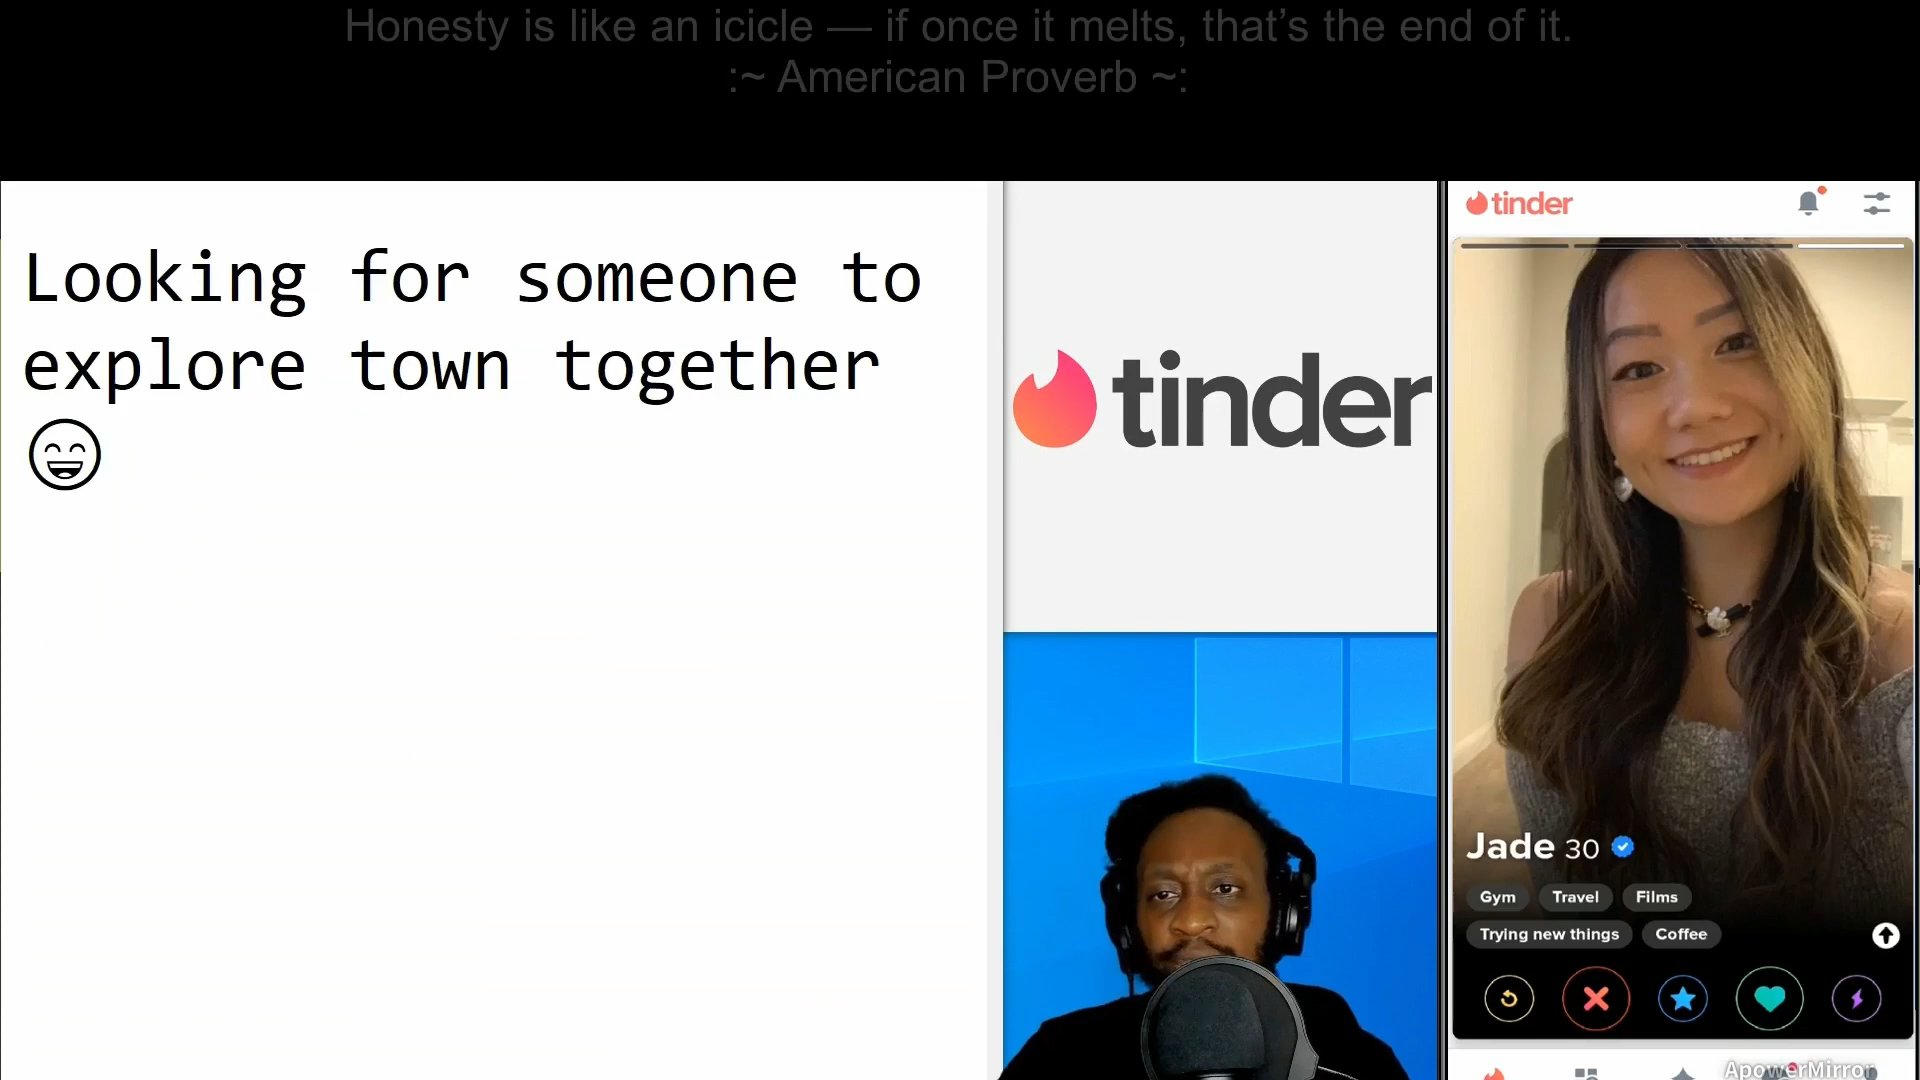 Honesty is like an icicle — if once it melts, that’s the end of it.
:~ American Proverb ~:
Looking for someone to
explore town together
😄
tinder
tinder
Jade 30
Gym Travel Films
Trying new things Coffee
ApowerMirror